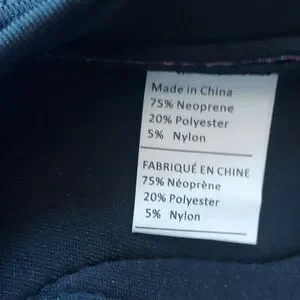 Made in China
75% Neoprene
20% Polyester
5% Nylon
FABRIQUÉ EN CHINE
75% Néoprène
20% Polyester
5% Nylon